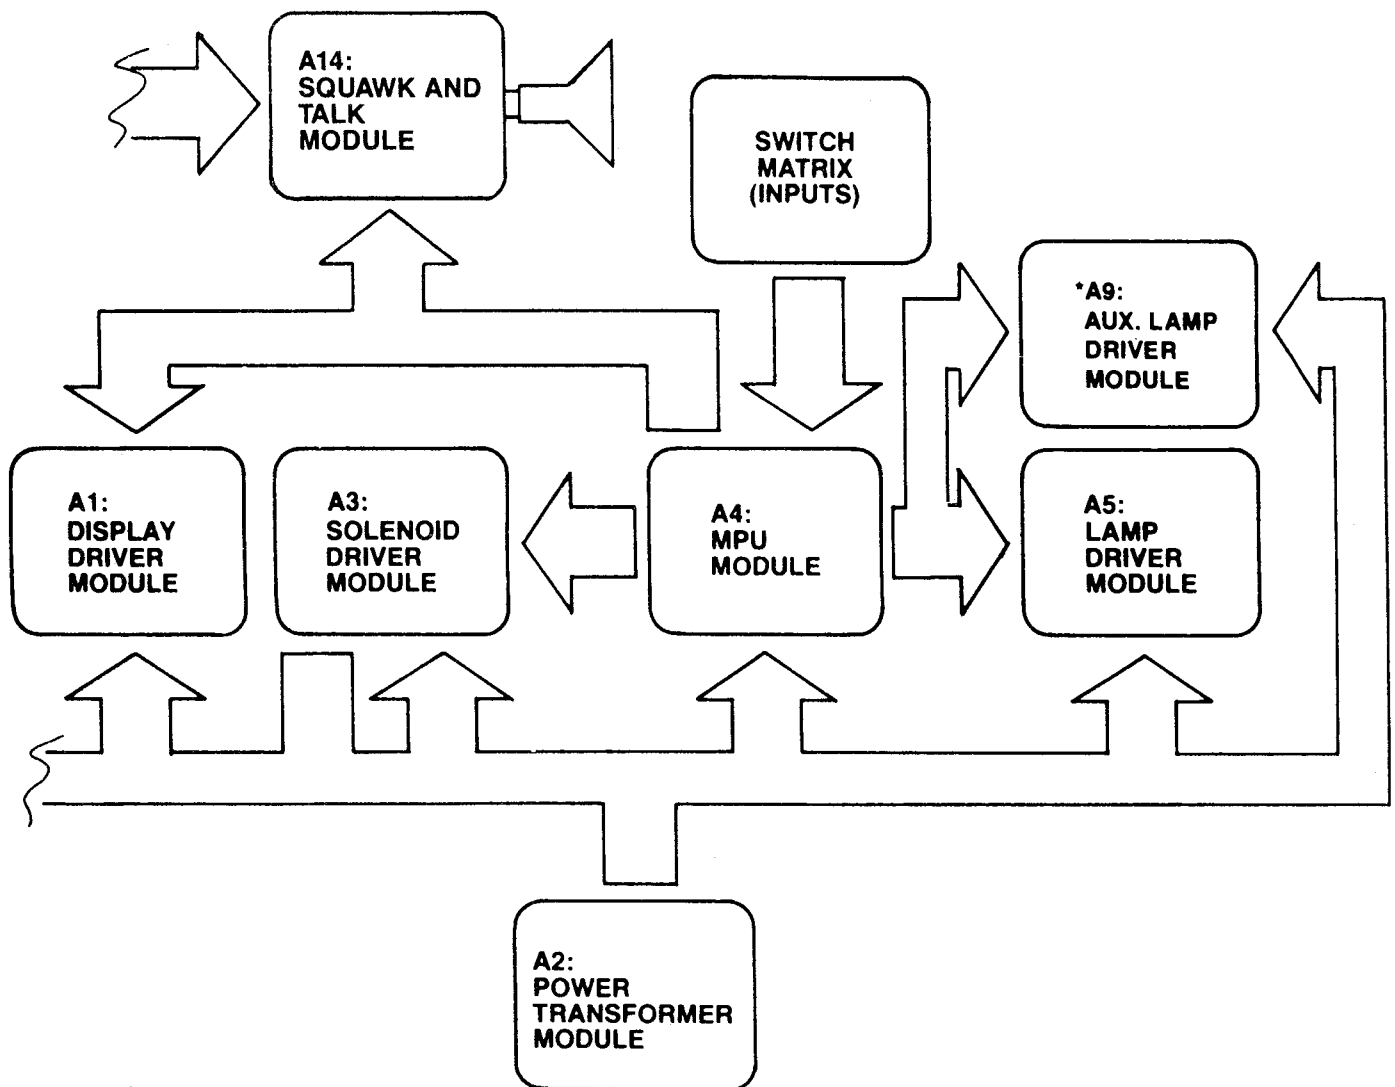 A14:
SQUAWK AND
TALK
MODULE
SWITCH
MATRIX
(INPUTS)
*A9:
AUX. LAMP
DRIVER
MODULE
A1:
DISPLAY
DRIVER
MODULE
A3:
SOLENOID
DRIVER
MODULE
A4:
MPU
MODULE
A5:
LAMP
DRIVER
MODULE
A2:
POWER
TRANSFORMER
MODULE